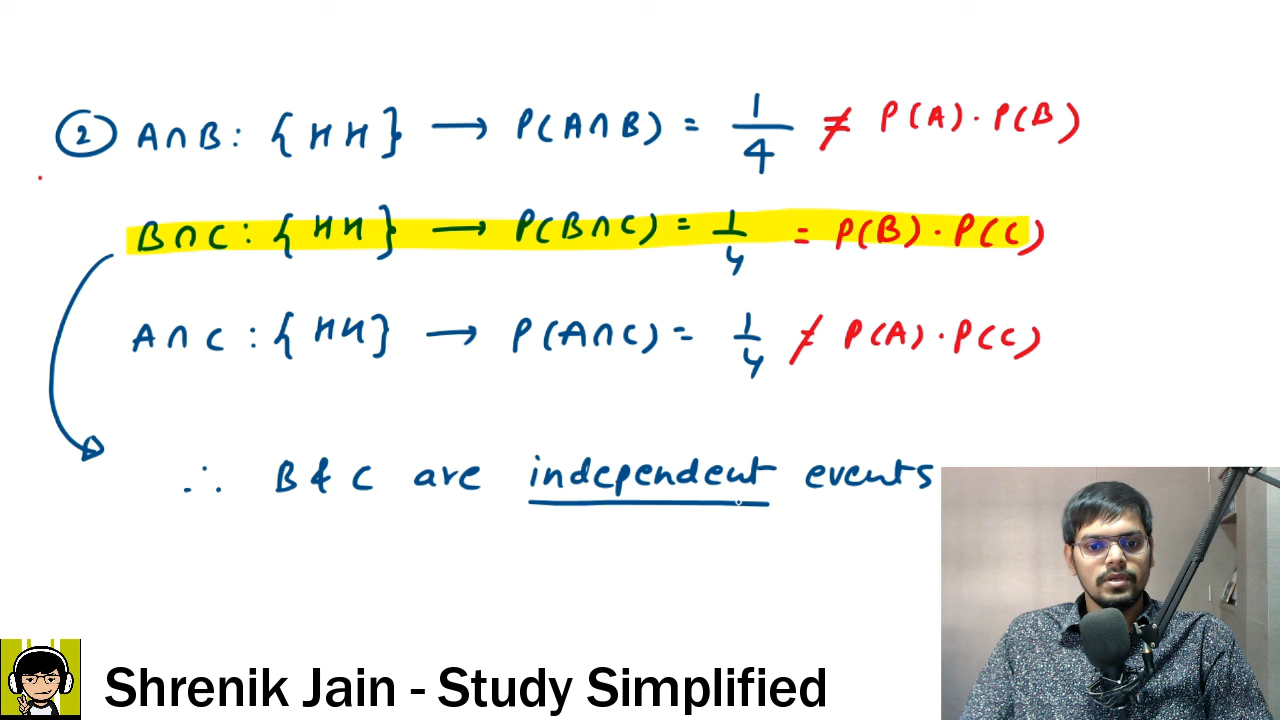 ② A∩B: {HH} → P(A∩B) = 1/4 ≠ P(A)·P(B)
B∩C: {HH} → P(B∩C) = 1/4 = P(B)·P(C)
A∩C: {HH} → P(A∩C) = 1/4 ≠ P(A)·P(C)
∴ B & C are independent events
Shrenik Jain - Study Simplified